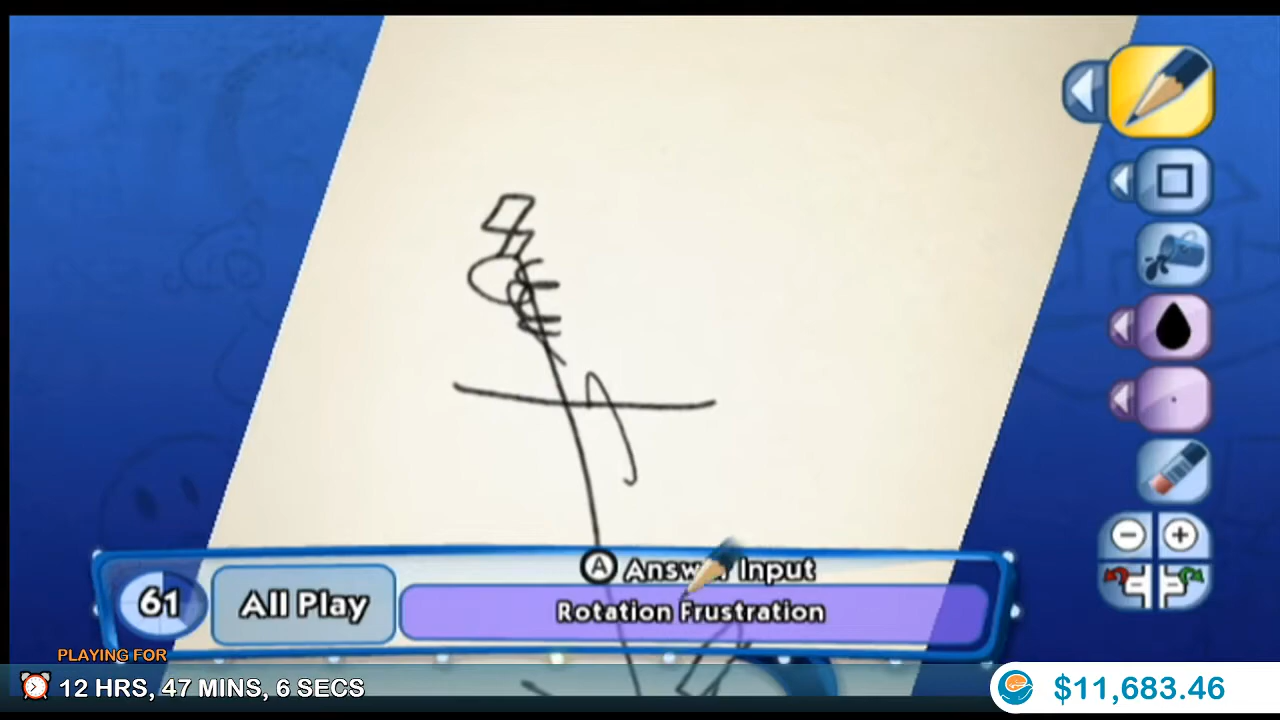 A Answer Input
61 All Play Rotation Frustration
PLAYING FOR
12 HRS, 47 MINS, 6 SECS
$11,683.46